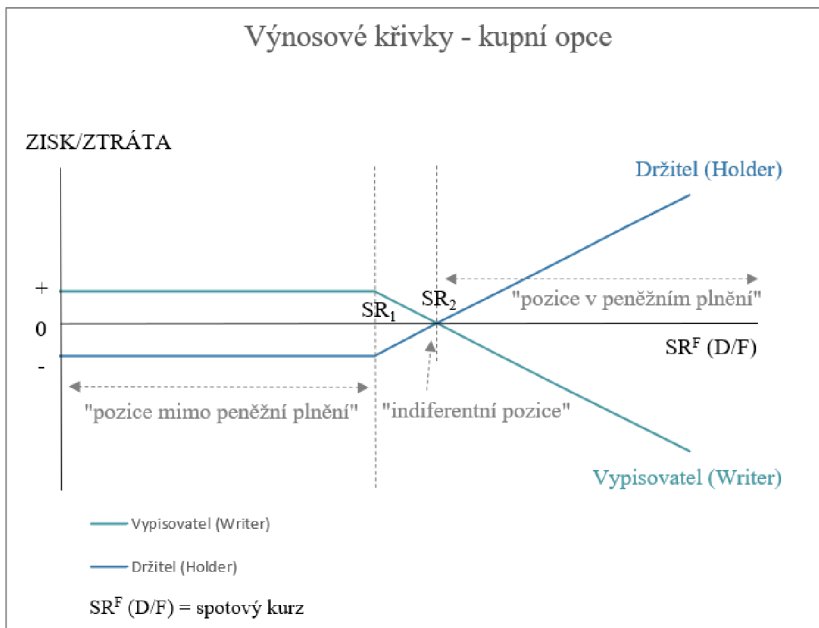 Výnosové křivky - kupní opce
ZISK/ZTRÁTA
Držitel (Holder)
+
SR₁
SR₂
"pozice v peněžním plnění"
0
SRᶠ (D/F)
-
"pozice mimo peněžní plnění"
"indiferentní pozice"
Vypisovatel (Writer)
Vypisovatel (Writer)
Držitel (Holder)
SRᶠ (D/F) = spotový kurz